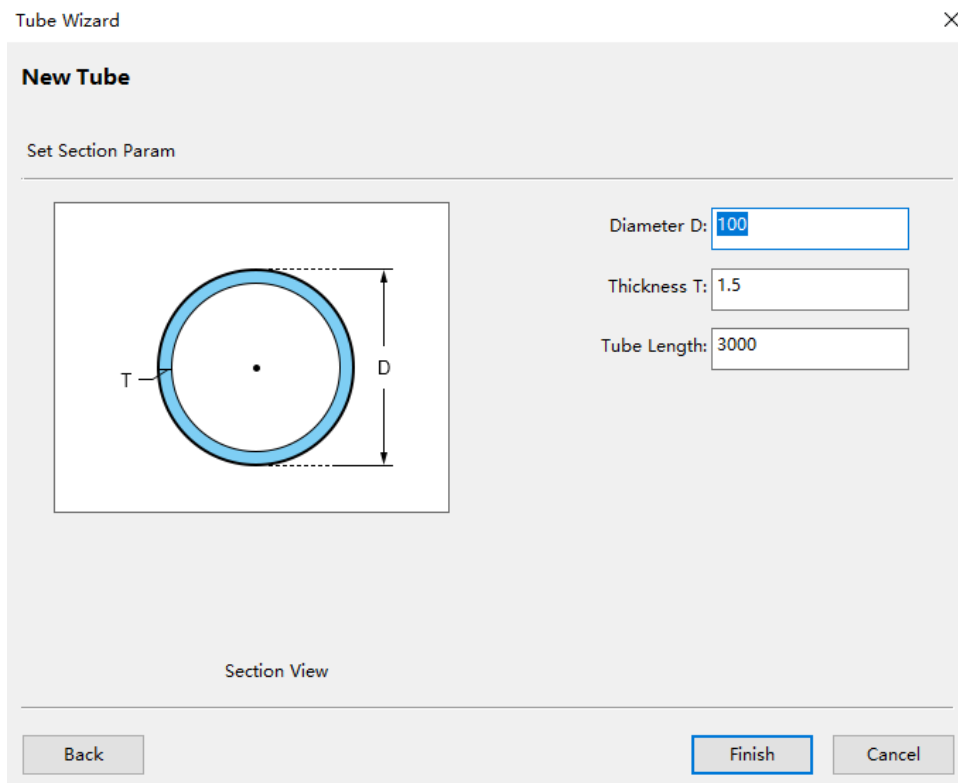 Tube Wizard
New Tube
Set Section Param
Diameter D: 100
Thickness T: 1.5
Tube Length: 3000
T
D
Section View
Back
Finish
Cancel